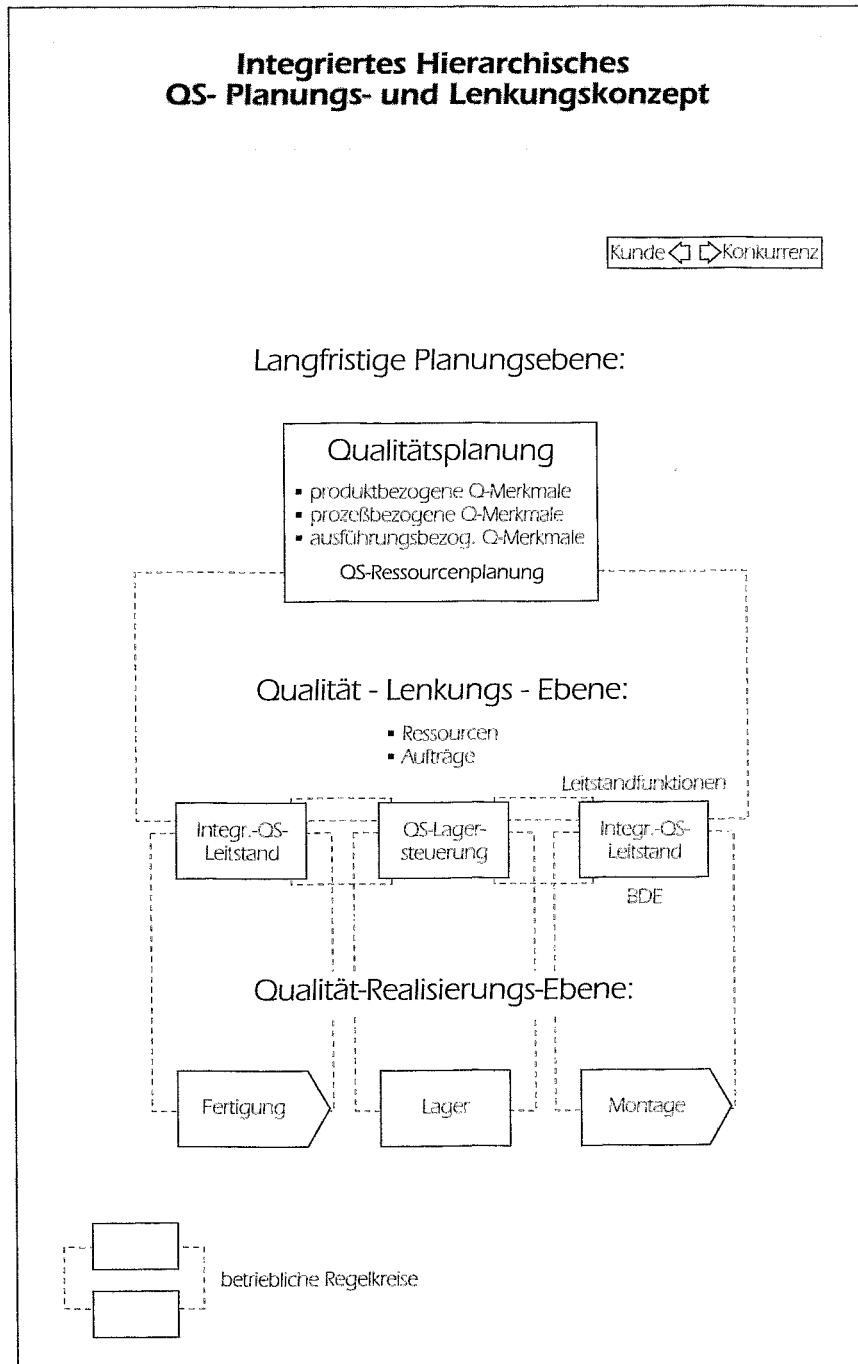 Integriertes Hierarchisches
QS- Planungs- und Lenkungskonzept
Kunde Konkurrenz
Langfristige Planungsebene:
Qualitätsplanung
▪ produktbezogene Q-Merkmale
▪ prozeßbezogene Q-Merkmale
▪ ausführungsbezog. Q-Merkmale
QS-Ressourcenplanung
Qualität - Lenkungs - Ebene:
▪ Ressourcen
▪ Aufträge
Leitstandfunktionen
Integr.-QS-
Leitstand
QS-Lager-
steuerung
Integr.-QS-
Leitstand
BDE
Qualität-Realisierungs-Ebene:
Fertigung
Lager
Montage
betriebliche Regelkreise